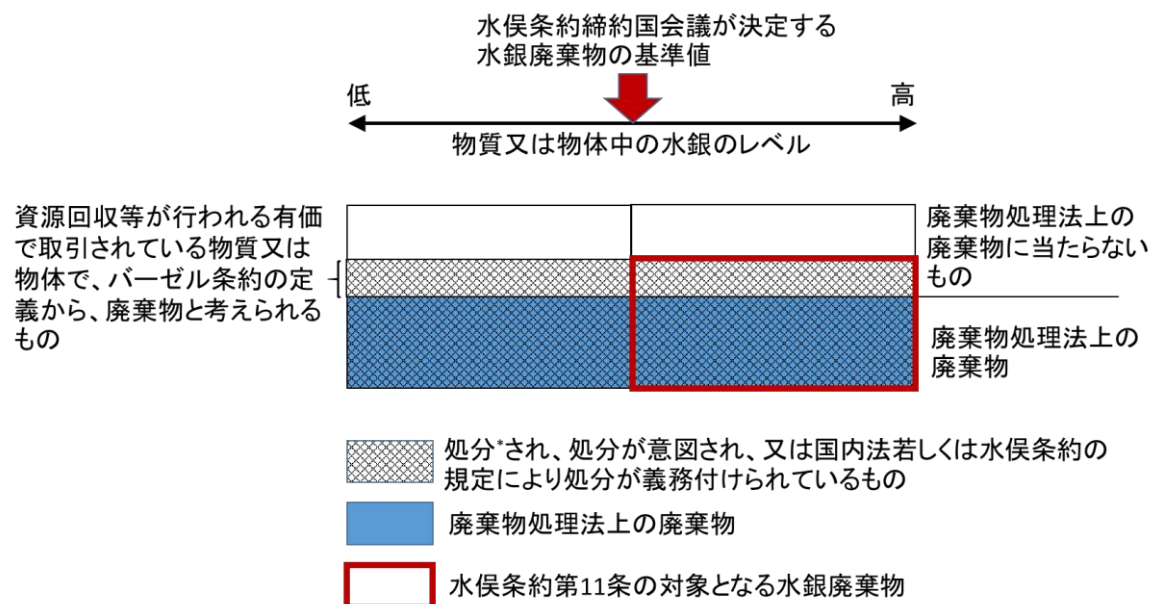 水俣条約締約国会議が決定する
水銀廃棄物の基準値
低
高
物質又は物体中の水銀のレベル
資源回収等が行われる有価
で取引されている物質又は
物体で、バーゼル条約の定
義から、廃棄物と考えられる
もの
廃棄物処理法上の
廃棄物に当たらない
もの
廃棄物処理法上の
廃棄物
処分*され、処分が意図され、又は国内法若しくは水俣条約の
規定により処分が義務付けられているもの
廃棄物処理法上の廃棄物
水俣条約第11条の対象となる水銀廃棄物